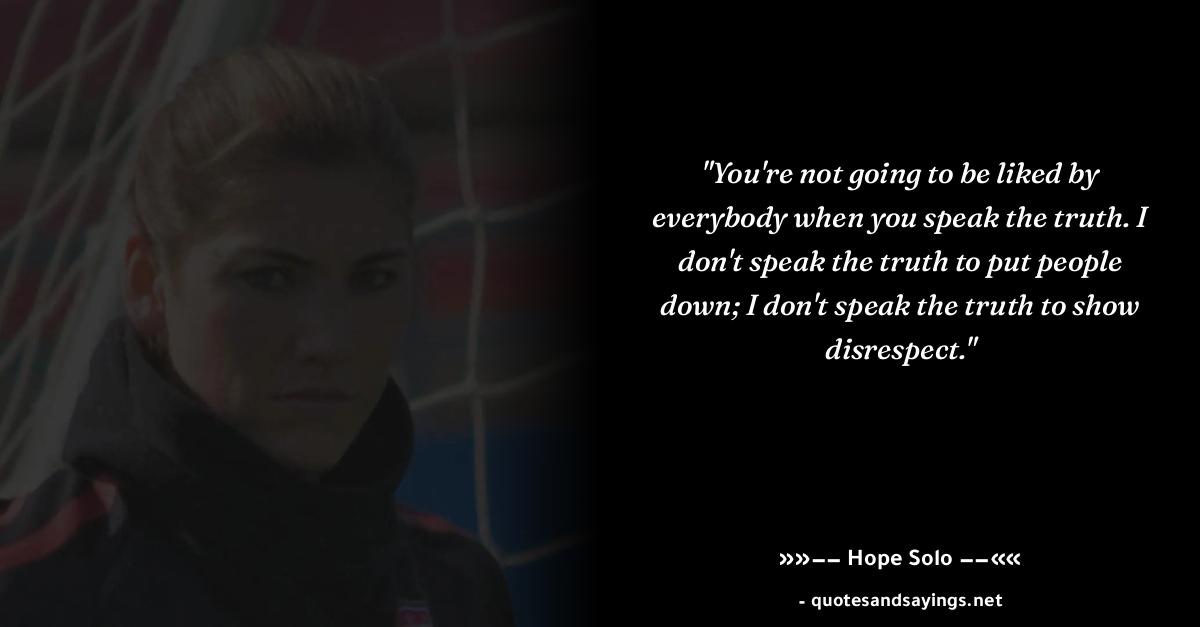 "You're not going to be liked by
everybody when you speak the truth. I
don't speak the truth to put people
down; I don't speak the truth to show
disrespect."
»»—— Hope Solo ——««
- quotesandsayings.net